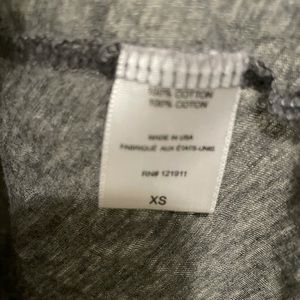 100% COTTON
100% COTON
MADE IN USA
FABRIQUÉ AUX ÉTATS-UNIS
RN# 121911
XS